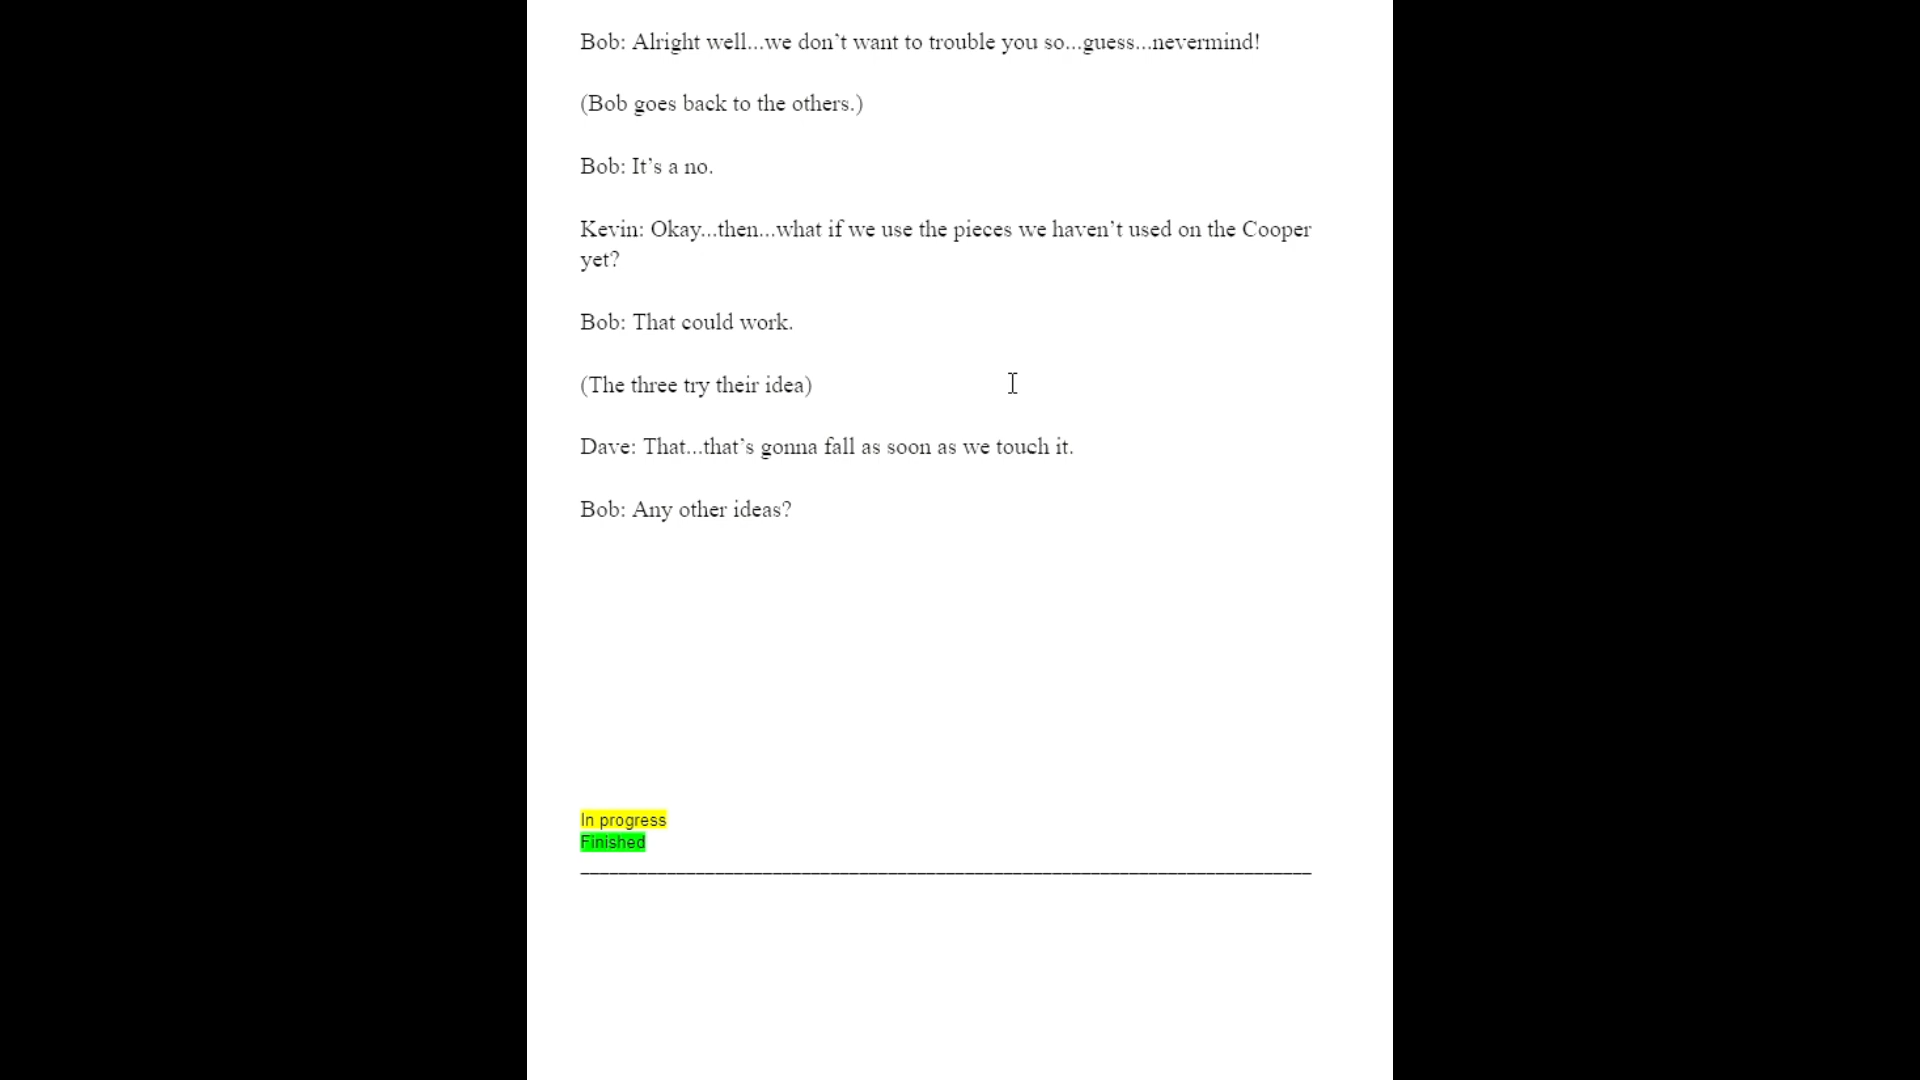 Bob: Alright well...we don’t want to trouble you so...guess...nevermind!
(Bob goes back to the others.)
Bob: It’s a no.
Kevin: Okay...then...what if we use the pieces we haven’t used on the Cooper
yet?
Bob: That could work.
(The three try their idea)
Dave: That...that’s gonna fall as soon as we touch it.
Bob: Any other ideas?
In progress
Finished